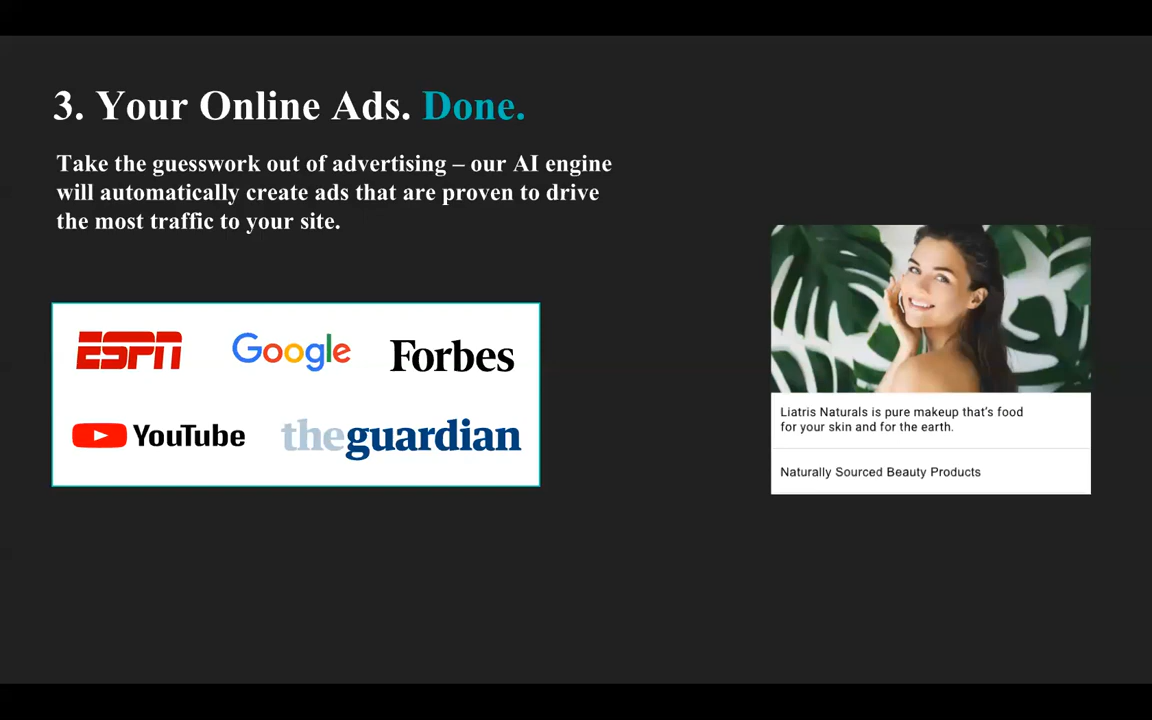 3. Your Online Ads. Done.
Take the guesswork out of advertising – our AI engine
will automatically create ads that are proven to drive
the most traffic to your site.
ESPN Google Forbes
YouTube theguardian
Liatris Naturals is pure makeup that's food
for your skin and for the earth.
Naturally Sourced Beauty Products